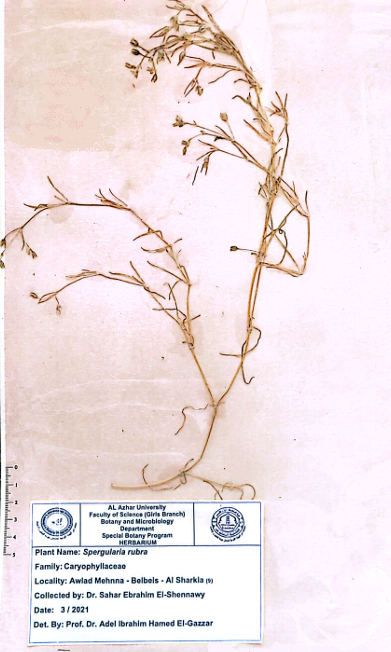 0
1
2
3
4
5
AL Azhar University
Faculty of Science (Girls Branch)
Botany and Microbiology
Department
Special Botany Program
HERBARIUM
Plant Name: Spergularia rubra
Family: Caryophyllaceae
Locality: Awlad Mehnna - Belbeis - Al Sharkia (9)
Collected by: Dr. Sahar Ebrahim El-Shennawy
Date: 3 / 2021
Det. By: Prof. Dr. Adel Ibrahim Hamed El-Gazzar